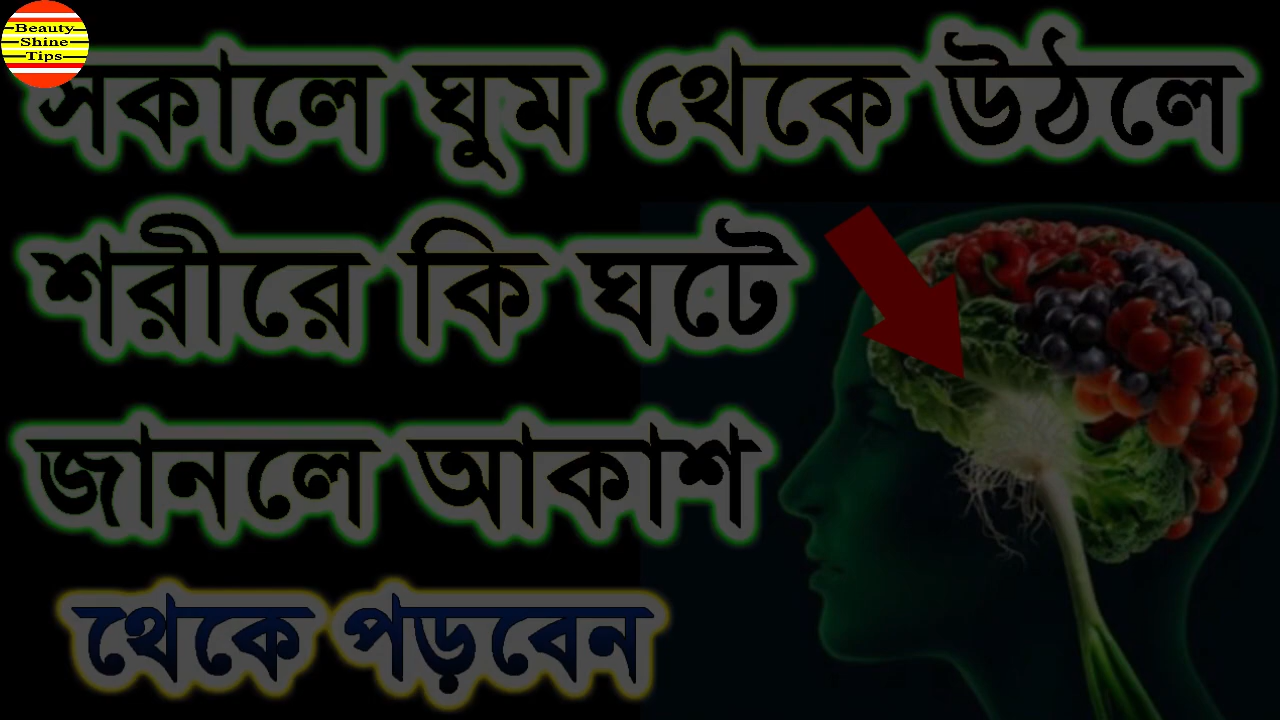 Beauty
Shine
Tips
সকালে ঘুম থেকে উঠলে
শরীরে কি ঘটে
জানলে আকাশ
থেকে পড়বেন